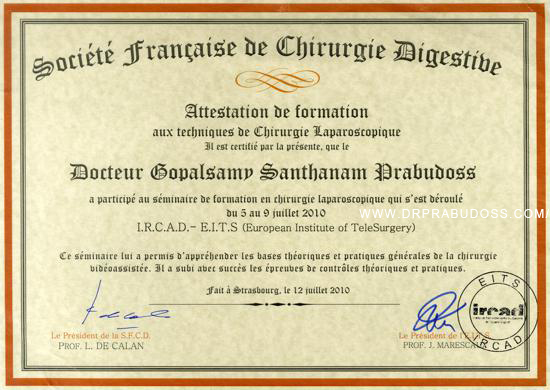 Société Française de Chirurgie Digestive
Attestation de formation
aux techniques de Chirurgie Laparoscopique
Il est certifié par la présente, que le
Docteur Gopalsamy Santhanam Prabudoss
a participé au séminaire de formation en chirurgie laparoscopique qui s'est déroulé
du 5 au 9 juillet 2010
WWW.DRPRABUDOSS.COM
I.R.C.A.D.- E.I.T.S (European Institute of TeleSurgery)
Ce séminaire lui a permis d'appréhender les bases théoriques et pratiques générales de la chirurgie
vidéoassistée. Il a subi avec succès les épreuves de contrôles théoriques et pratiques.
Fait à Strasbourg, le 12 juillet 2010
EITS
ircad
IRCAD
Le Président de la S.F.C.D.
PROF. L. DE CALAN
Le Président de l'E.I.T.S.
PROF. J. MARESCAUX